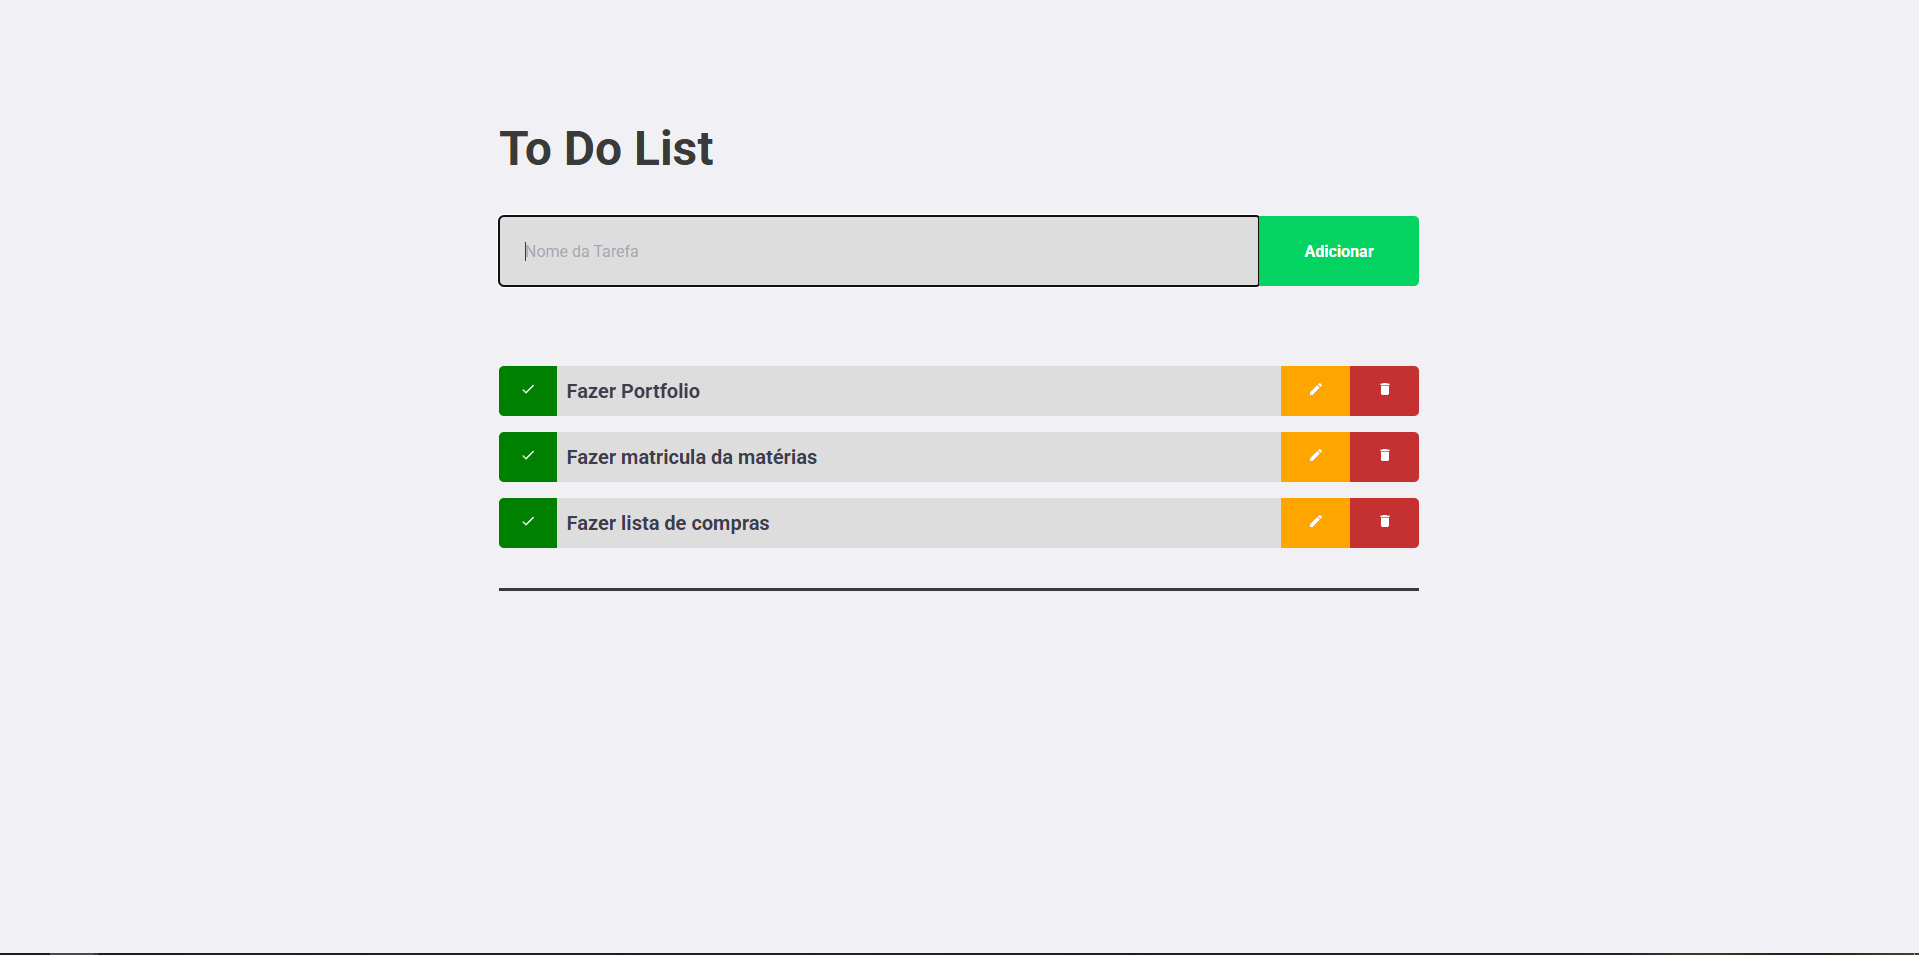 To Do List
Nome da Tarefa
Adicionar
Fazer Portfolio
Fazer matricula da matérias
Fazer lista de compras